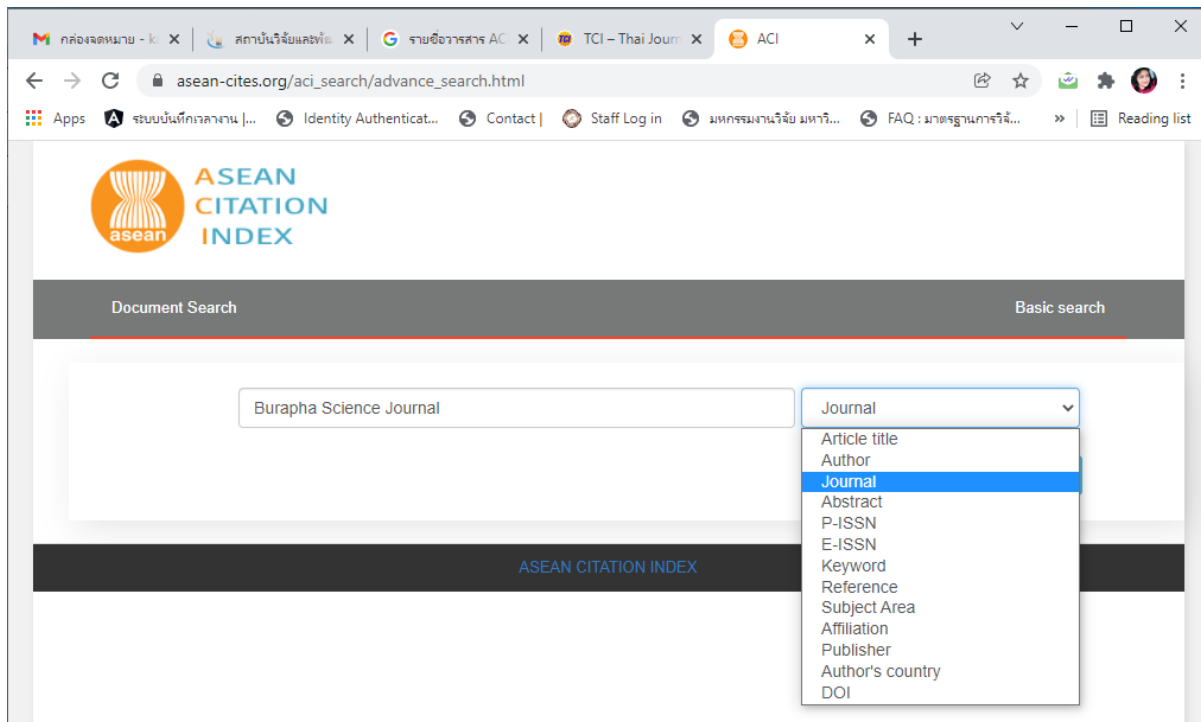 กล่องจดหมาย - k
สถาบันวิจัยและพัฒ
รายชื่อวารสาร AC
TCI – Thai Journ
ACI
asean-cites.org/aci_search/advance_search.html
Apps
ระบบบันทึกเวลางาน |...
Identity Authenticat...
Contact |
Staff Log in
มหกรรมงานวิจัย มหาวิ...
FAQ : มาตรฐานการวิจั...
»
Reading list
asean
ASEAN
CITATION
INDEX
Document Search
Basic search
Burapha Science Journal
Journal
Article title
Author
Journal
Abstract
P-ISSN
E-ISSN
Keyword
Reference
Subject Area
Affiliation
Publisher
Author's country
DOI
ASEAN CITATION INDEX